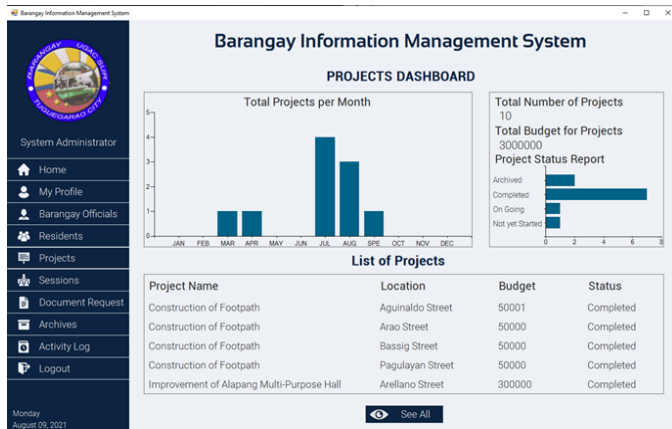 Barangay Information Management System
BARANGAY UGAC SUR
TUGUEGARAO CITY
System Administrator
Home
My Profile
Barangay Officials
Residents
Projects
Sessions
Document Request
Archives
Activity Log
Logout
Monday
August 09, 2021
Barangay Information Management System
PROJECTS DASHBOARD
Total Projects per Month
5
4
3
2
1
0
JAN FEB MAR APR MAY JUN JUL AUG SPE OCT NOV DEC
Total Number of Projects
10
Total Budget for Projects
3000000
Project Status Report
Archived
Completed
On Going
Not yet Started
0 2 4 6 8
List of Projects
Project Name Location Budget Status
Construction of Footpath Aguinaldo Street 50001 Completed
Construction of Footpath Arao Street 50000 Completed
Construction of Footpath Bassig Street 50000 Completed
Construction of Footpath Pagulayan Street 50000 Completed
Improvement of Alapang Multi-Purpose Hall Arellano Street 300000 Completed
See All